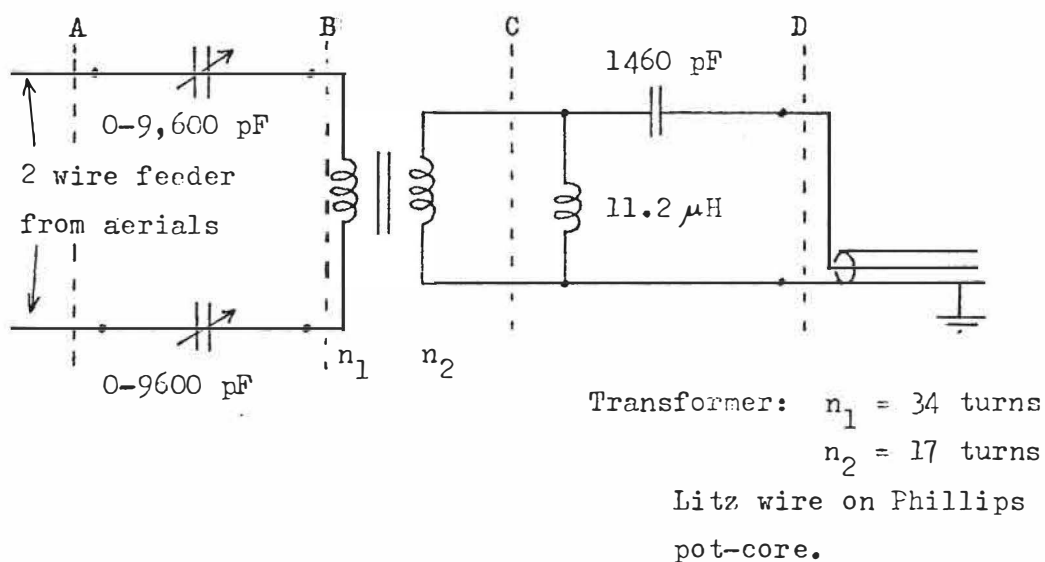 A
B
C
D
1460 pF
0-9,600 pF
2 wire feeder
from aerials
11.2 μH
n1
n2
0-9600 pF
Transformer: n1 = 34 turns
n2 = 17 turns
Litz wire on Phillips
pot-core.